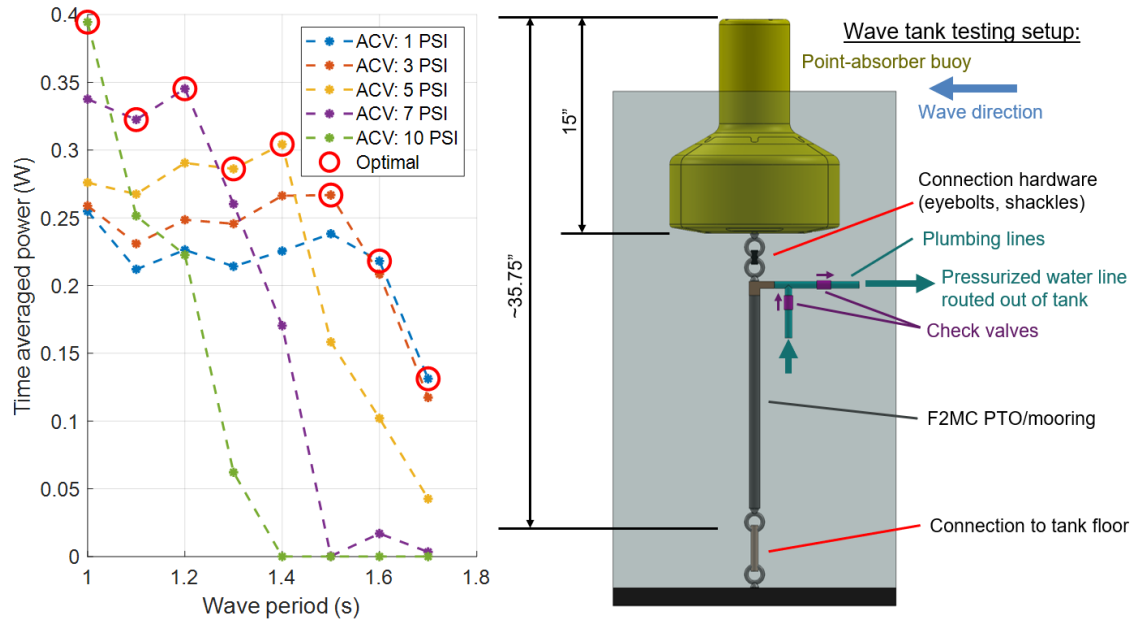 0.4
0.35
0.3
0.25
0.2
0.15
0.1
0.05
0
1
1.2
1.4
1.6
1.8
Time averaged power (W)
Wave period (s)
ACV: 1 PSI
ACV: 3 PSI
ACV: 5 PSI
ACV: 7 PSI
ACV: 10 PSI
Optimal
15”
~35.75”
Wave tank testing setup:
Point-absorber buoy
Wave direction
Connection hardware
(eyebolts, shackles)
Plumbing lines
Pressurized water line
routed out of tank
Check valves
F2MC PTO/mooring
Connection to tank floor